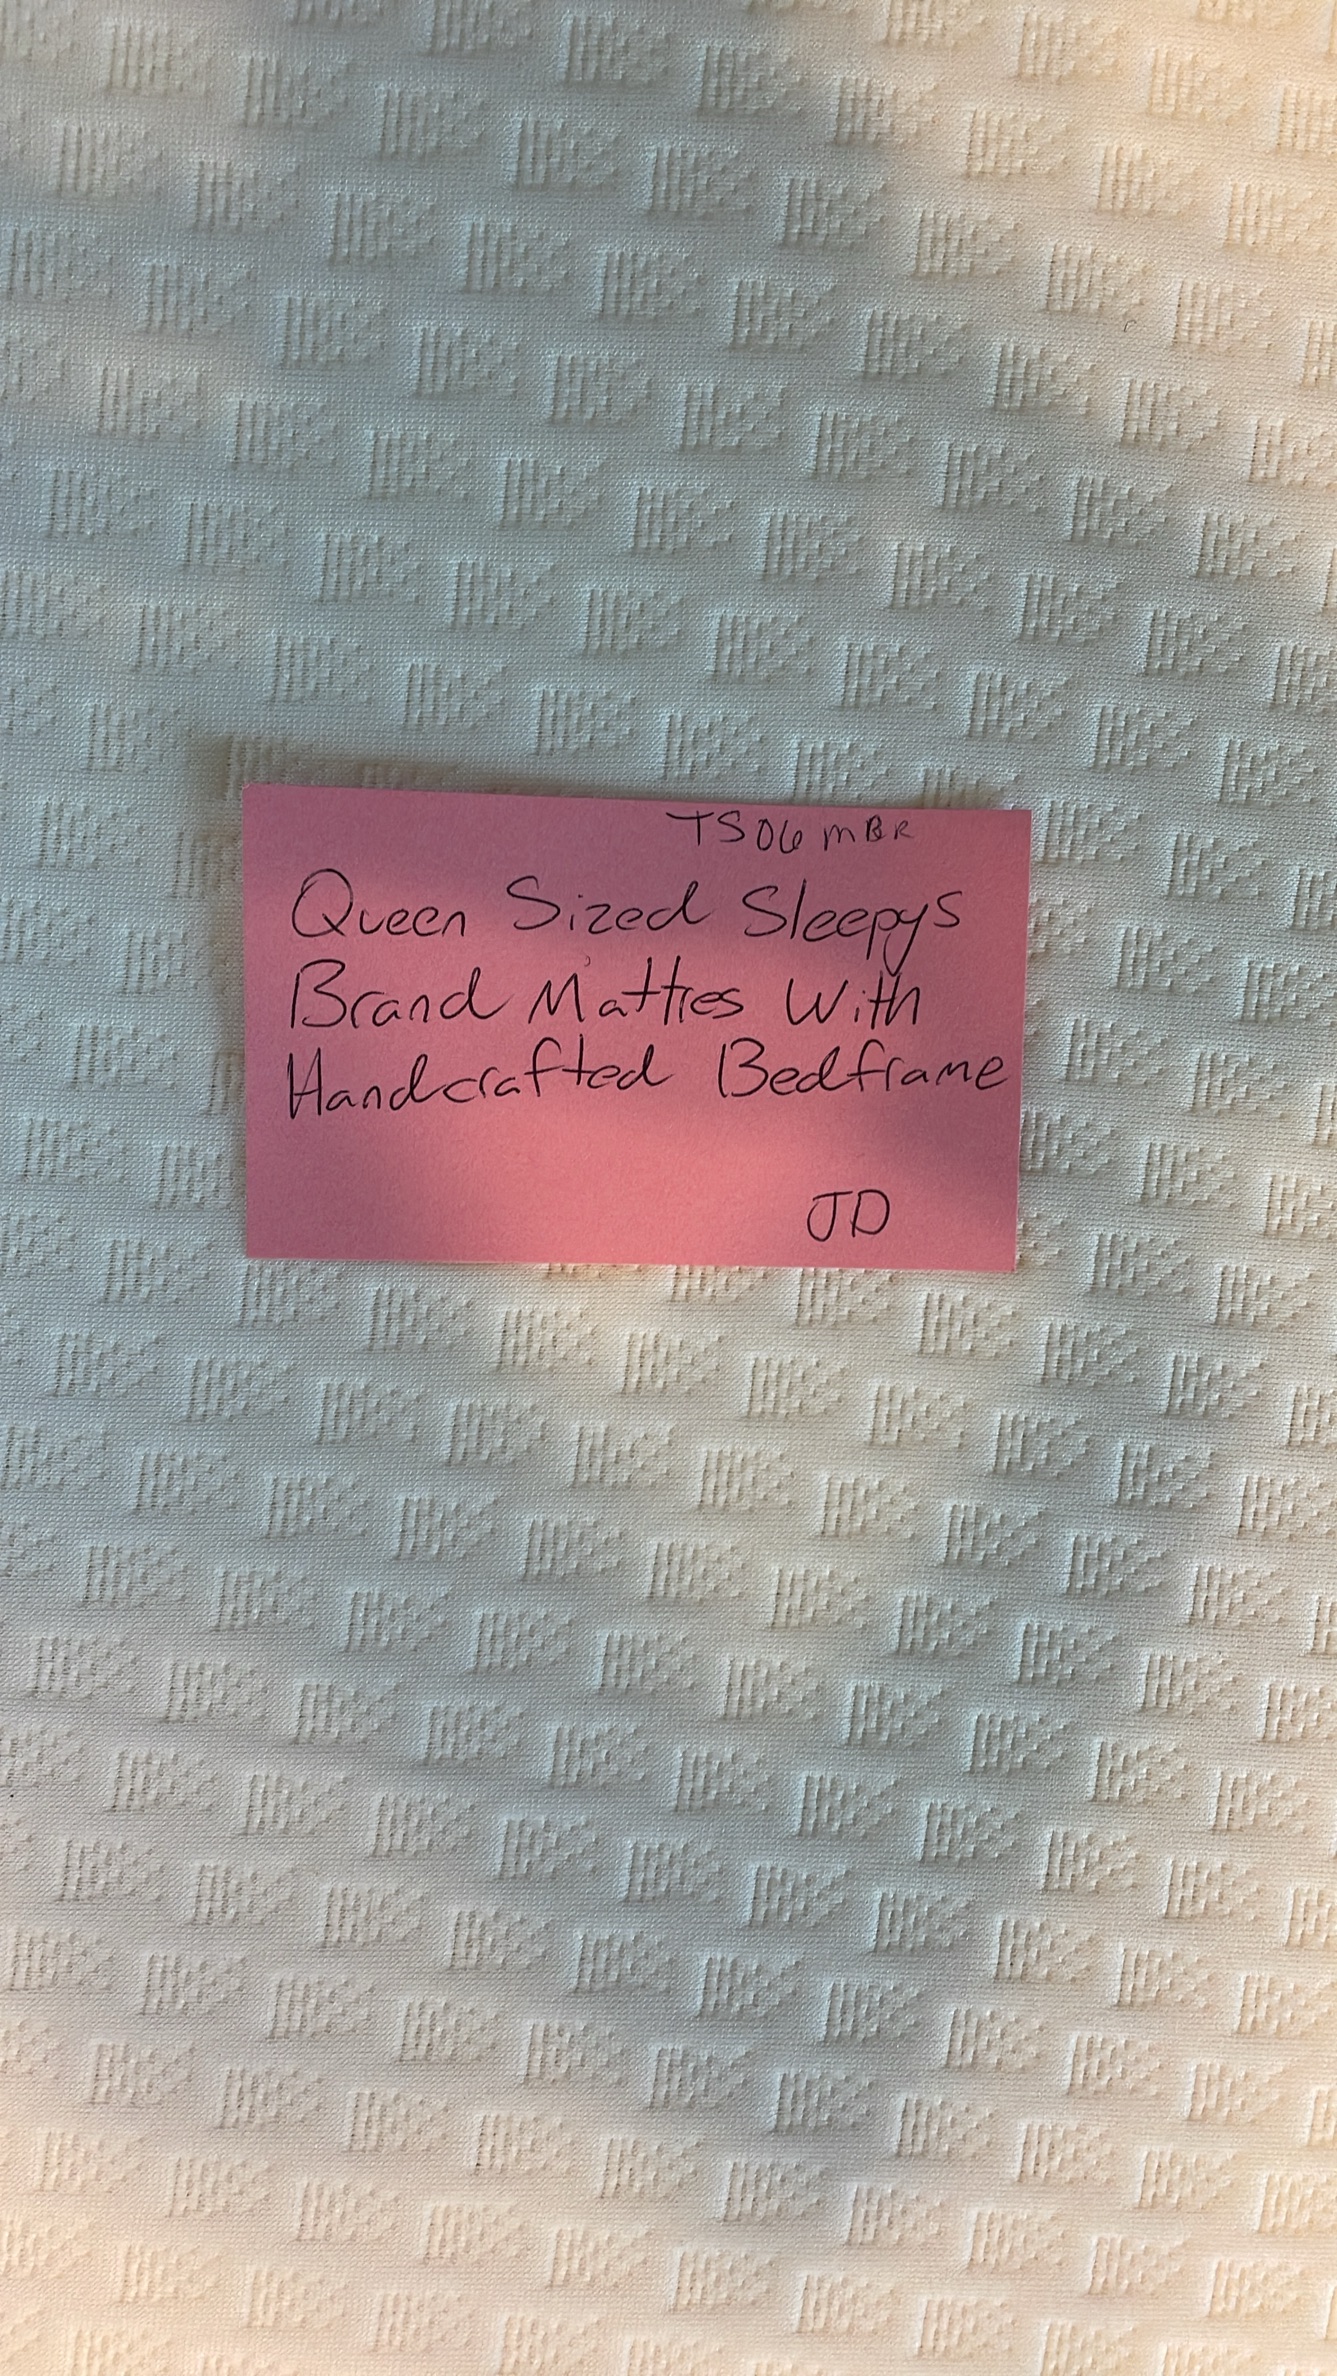 TS06 MBR
Queen Sized Sleepys
Brand Mattres With
Handcrafted Bedframe
JD